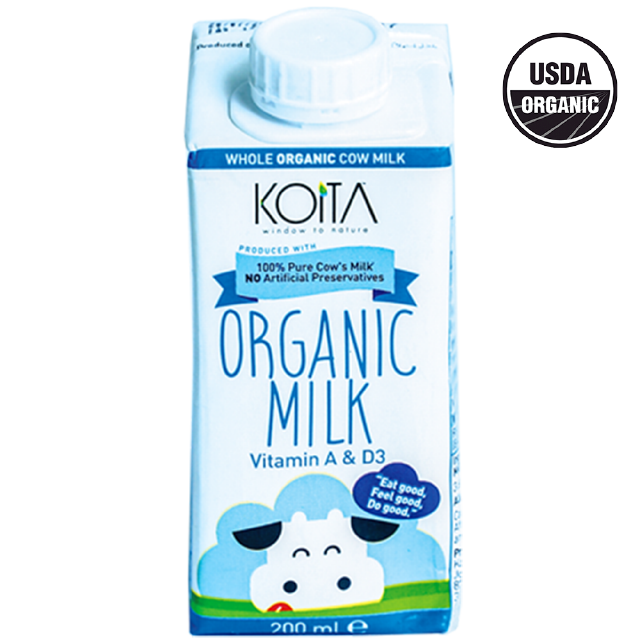 Produced
USDA
ORGANIC
WHOLE ORGANIC COW MILK
KOITA
window to nature
PRODUCED WITH
100% Pure Cow's Milk
NO Artificial Preservatives
ORGANIC
MILK
Vitamin A & D3
"Eat good,
Feel good,
Do good."
200 ml e